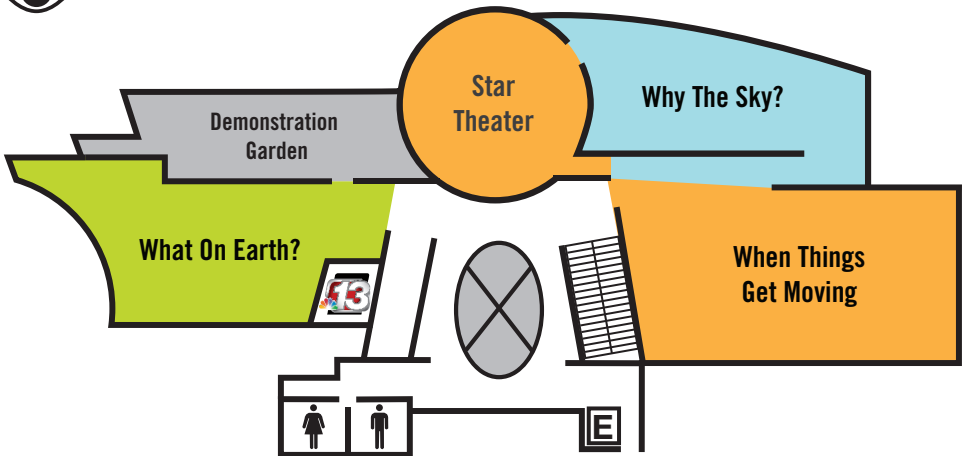 Star
Theater
Why The Sky?
Demonstration
Garden
What On Earth?
13
When Things
Get Moving
E